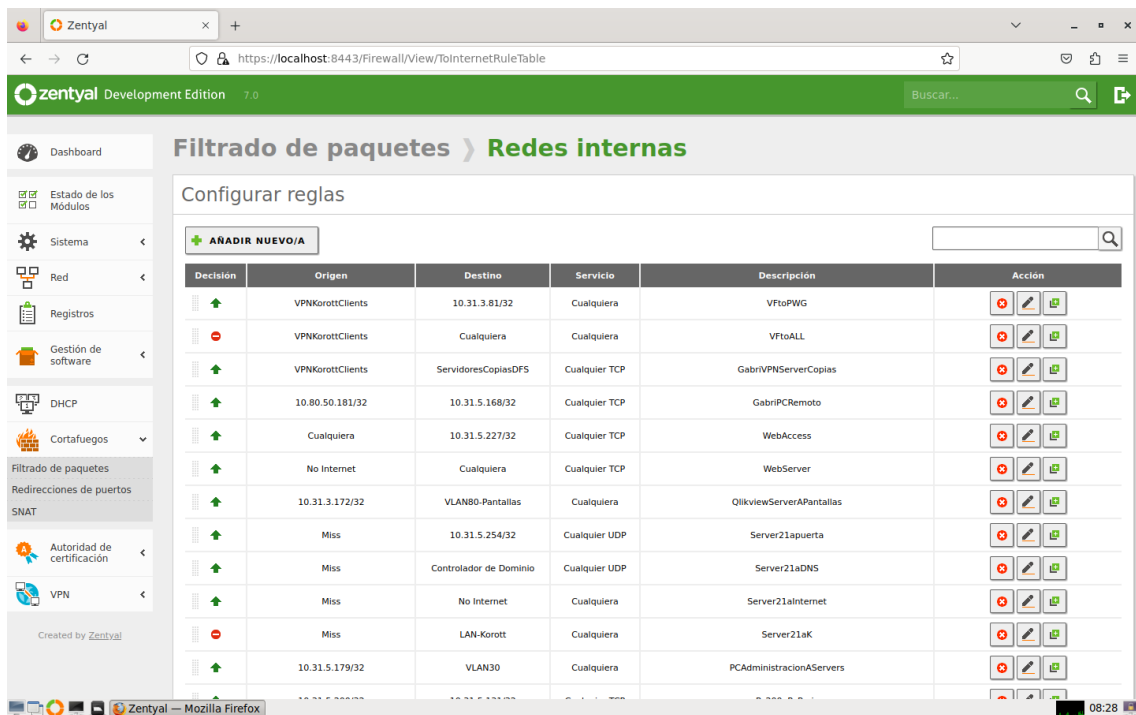 Zentyal
https://localhost:8443/Firewall/View/ToInternetRuleTable
zentyal Development Edition 7.0
Buscar...
Dashboard
Estado de los
Módulos
Sistema
Red
Registros
Gestión de
software
DHCP
Cortafuegos
Filtrado de paquetes
Redirecciones de puertos
SNAT
Autoridad de
certificación
VPN
Created by Zentyal
Filtrado de paquetes ❭ Redes internas
Configurar reglas
AÑADIR NUEVO/A
Decisión Origen Destino Servicio Descripción Acción
VPNKorottClients 10.31.3.81/32 Cualquiera VFtoPWG
VPNKorottClients Cualquiera Cualquiera VFtoALL
VPNKorottClients ServidoresCopiasDFS Cualquier TCP GabriVPNServerCopias
10.80.50.181/32 10.31.5.168/32 Cualquier TCP GabriPCRemoto
Cualquiera 10.31.5.227/32 Cualquier TCP WebAccess
No Internet Cualquiera Cualquier TCP WebServer
10.31.3.172/32 VLAN80-Pantallas Cualquiera QlikviewServerAPantallas
Miss 10.31.5.254/32 Cualquier UDP Server21apuerta
Miss Controlador de Dominio Cualquier UDP Server21aDNS
Miss No Internet Cualquiera Server21aInternet
Miss LAN-Korott Cualquiera Server21aK
10.31.5.179/32 VLAN30 Cualquiera PCAdministracionAServers
Zentyal — Mozilla Firefox
08:28